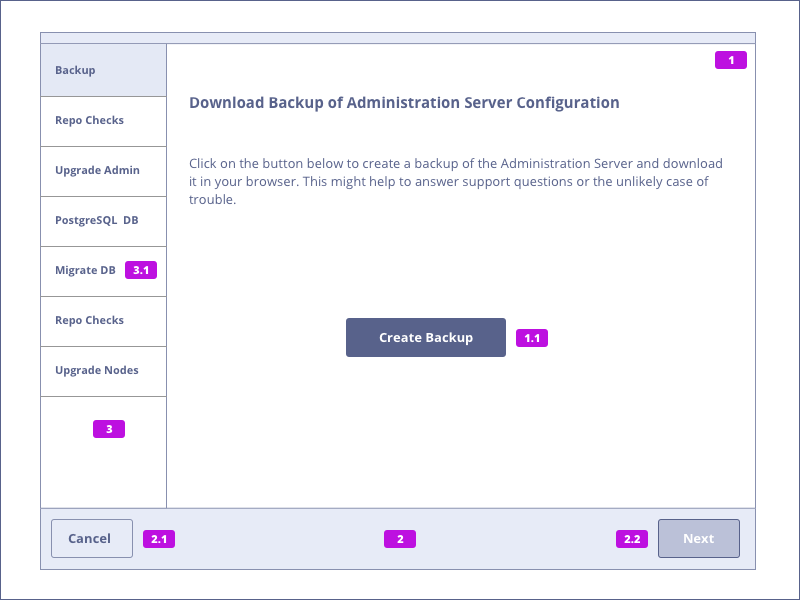 Backup
1
Download Backup of Administration Server Configuration
Repo Checks
Click on the button below to create a backup of the Administration Server and download
it in your browser. This might help to answer support questions or the unlikely case of
trouble.
Upgrade Admin
PostgreSQL DB
Migrate DB 3.1
Repo Checks
Create Backup 1.1
Upgrade Nodes
3
Cancel 2.1 2 2.2 Next